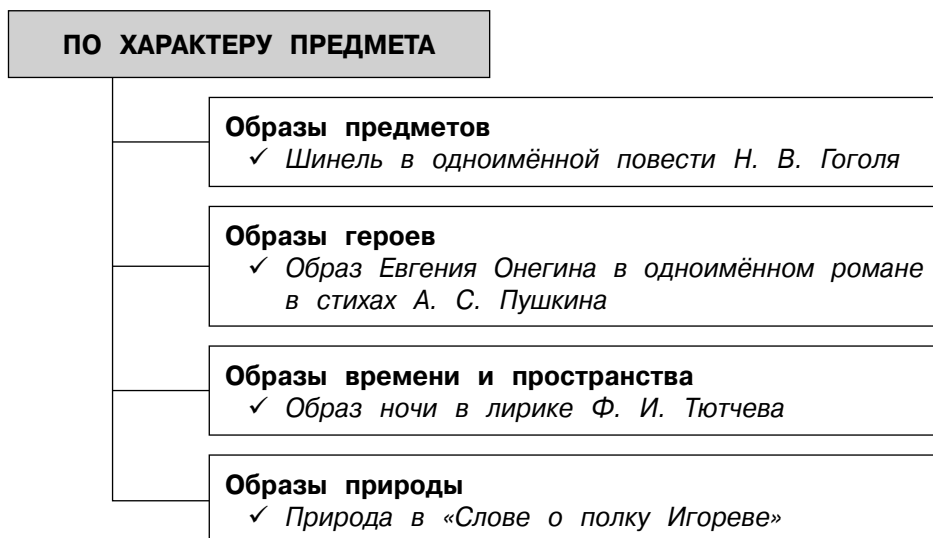 ПО ХАРАКТЕРУ ПРЕДМЕТА
Образы предметов
✓ Шинель в одноимённой повести Н. В. Гоголя
Образы героев
✓ Образ Евгения Онегина в одноимённом романе
в стихах А. С. Пушкина
Образы времени и пространства
✓ Образ ночи в лирике Ф. И. Тютчева
Образы природы
✓ Природа в «Слове о полку Игореве»